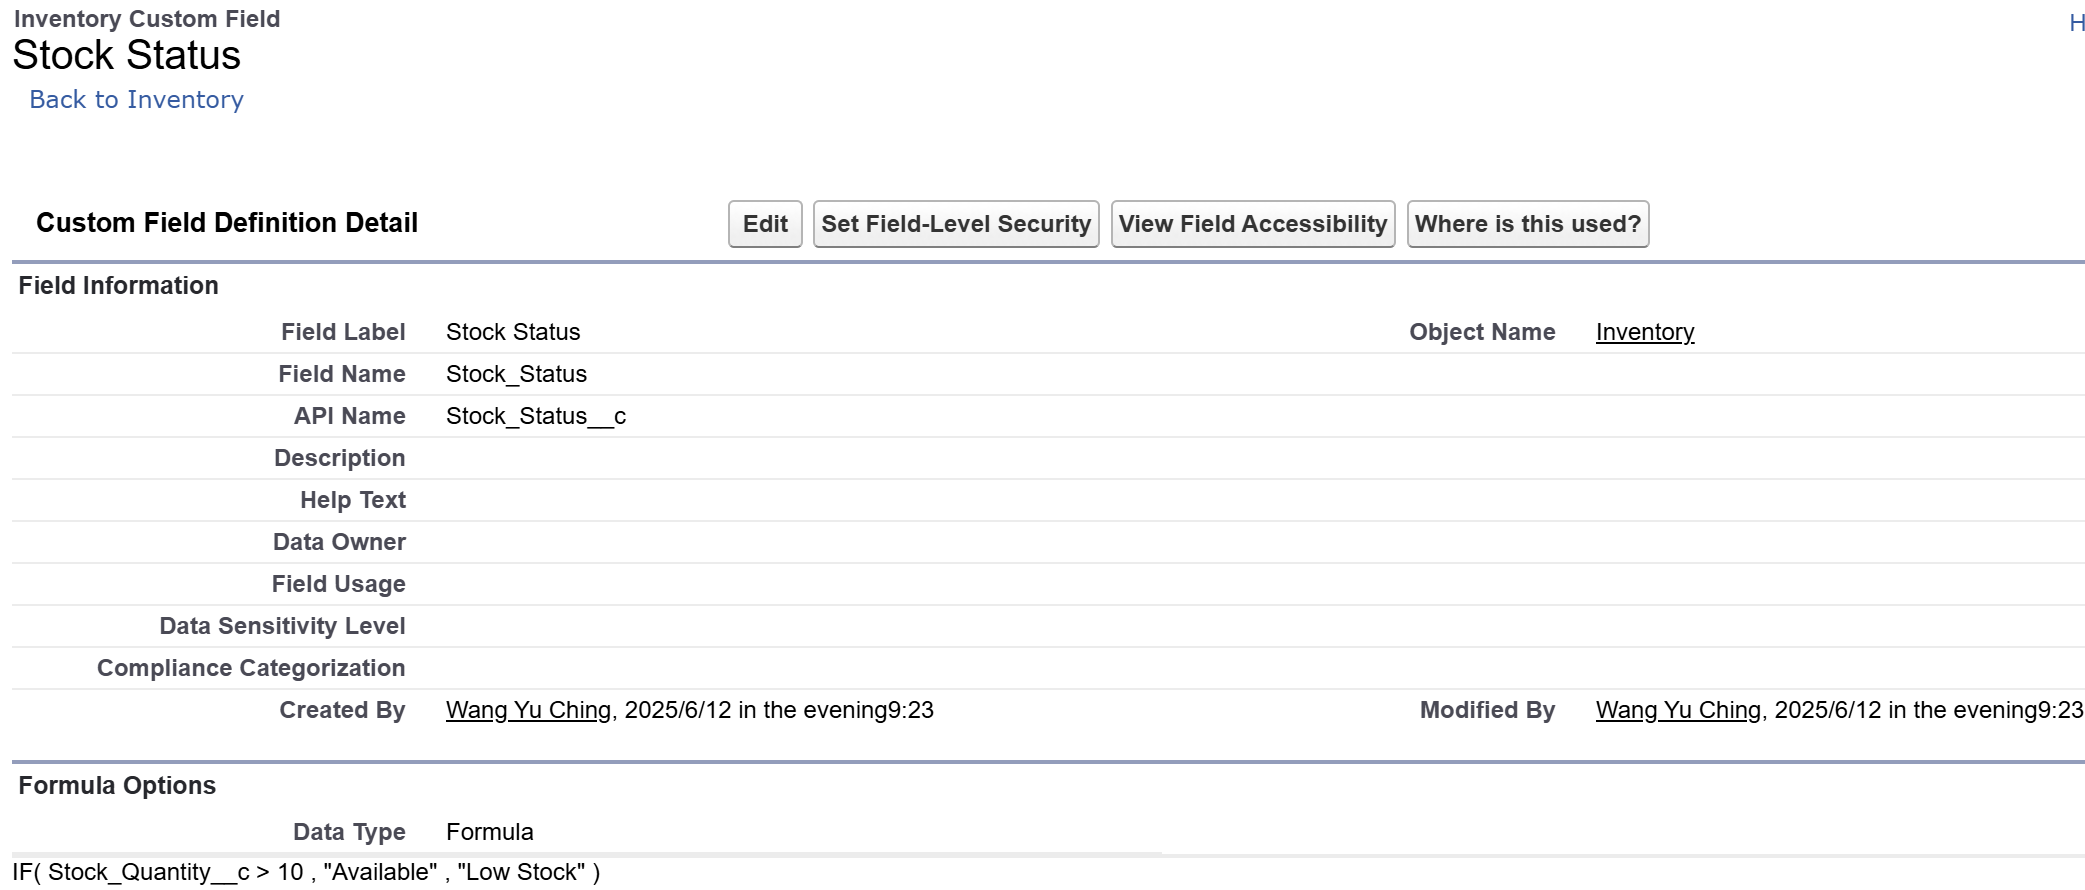 Inventory Custom Field
H
Stock Status
Back to Inventory
Custom Field Definition Detail
Edit
Set Field-Level Security
View Field Accessibility
Where is this used?
Field Information
Field Label Stock Status
Object Name Inventory
Field Name Stock_Status
API Name Stock_Status__c
Description
Help Text
Data Owner
Field Usage
Data Sensitivity Level
Compliance Categorization
Created By Wang Yu Ching, 2025/6/12 in the evening9:23
Modified By Wang Yu Ching, 2025/6/12 in the evening9:23
Formula Options
Data Type Formula
IF( Stock_Quantity__c > 10 , "Available" , "Low Stock" )